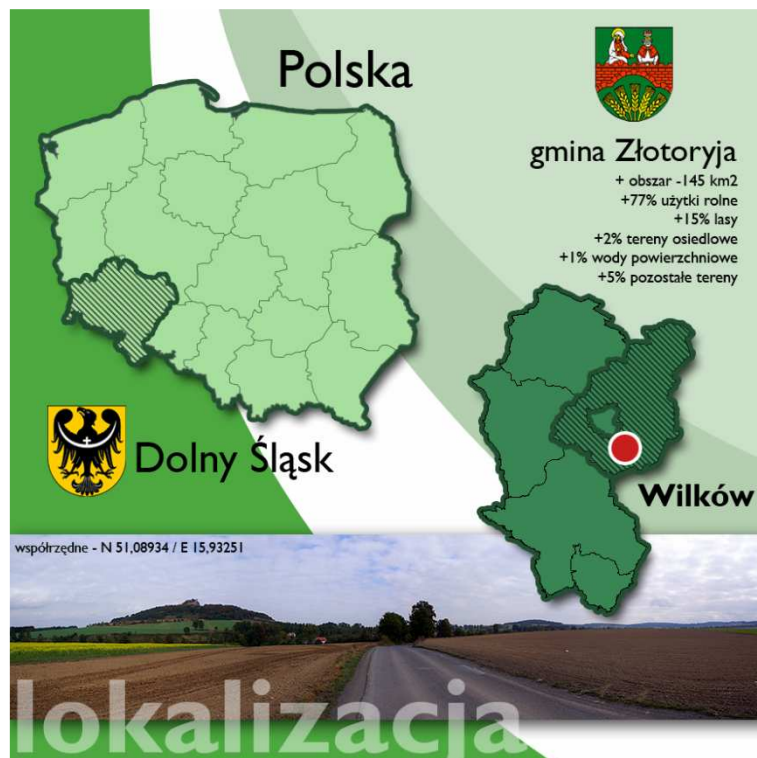 Polska
gmina Złotoryja
+ obszar -145 km2
+77% użytki rolne
+15% lasy
+2% tereny osiedlowe
+1% wody powierzchniowe
+5% pozostałe tereny
Dolny Śląsk
Wilków
współrzędne - N 51,08934 / E 15,93251
lokalizacja